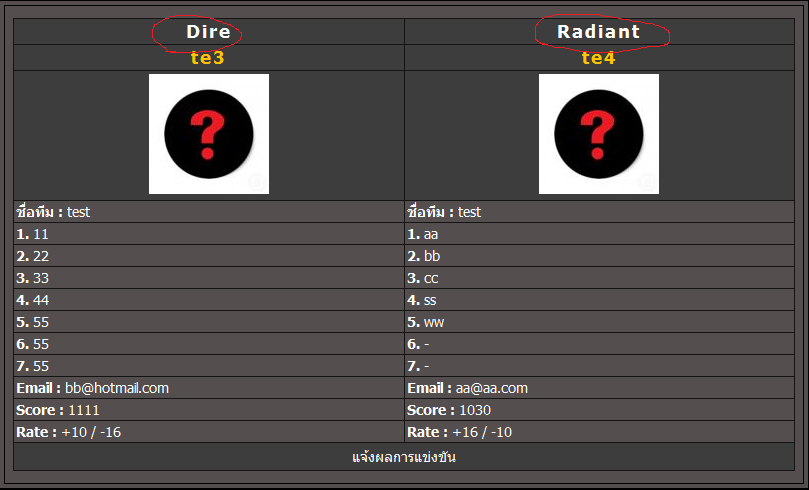 Dire
te3
?
ชื่อทีม : test
1. 11
2. 22
3. 33
4. 44
5. 55
6. 55
7. 55
Email : bb@hotmail.com
Score : 1111
Rate : +10 / -16
Radiant
te4
?
ชื่อทีม : test
1. aa
2. bb
3. cc
4. ss
5. ww
6. -
7. -
Email : aa@aa.com
Score : 1030
Rate : +16 / -10
แจ้งผลการแข่งขัน